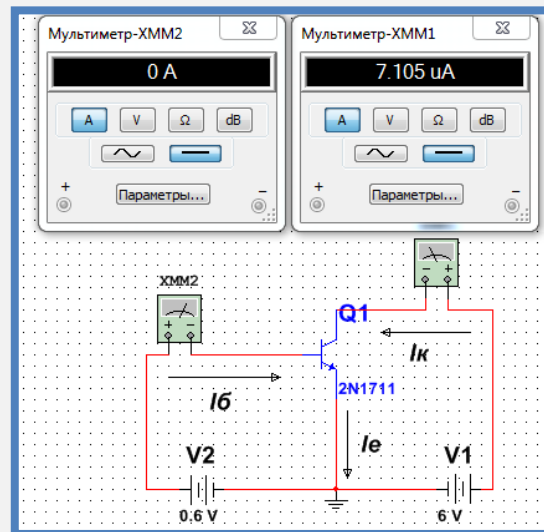 Мультиметр-XMM2
0 A
A V Ω dB
+ −
Параметры...
Мультиметр-XMM1
7.105 uA
A V Ω dB
+ −
Параметры...
XMM2
+ −
− +
Q1
Iк
2N1711
Iб
Ie
V2
V1
0.6 V
6 V